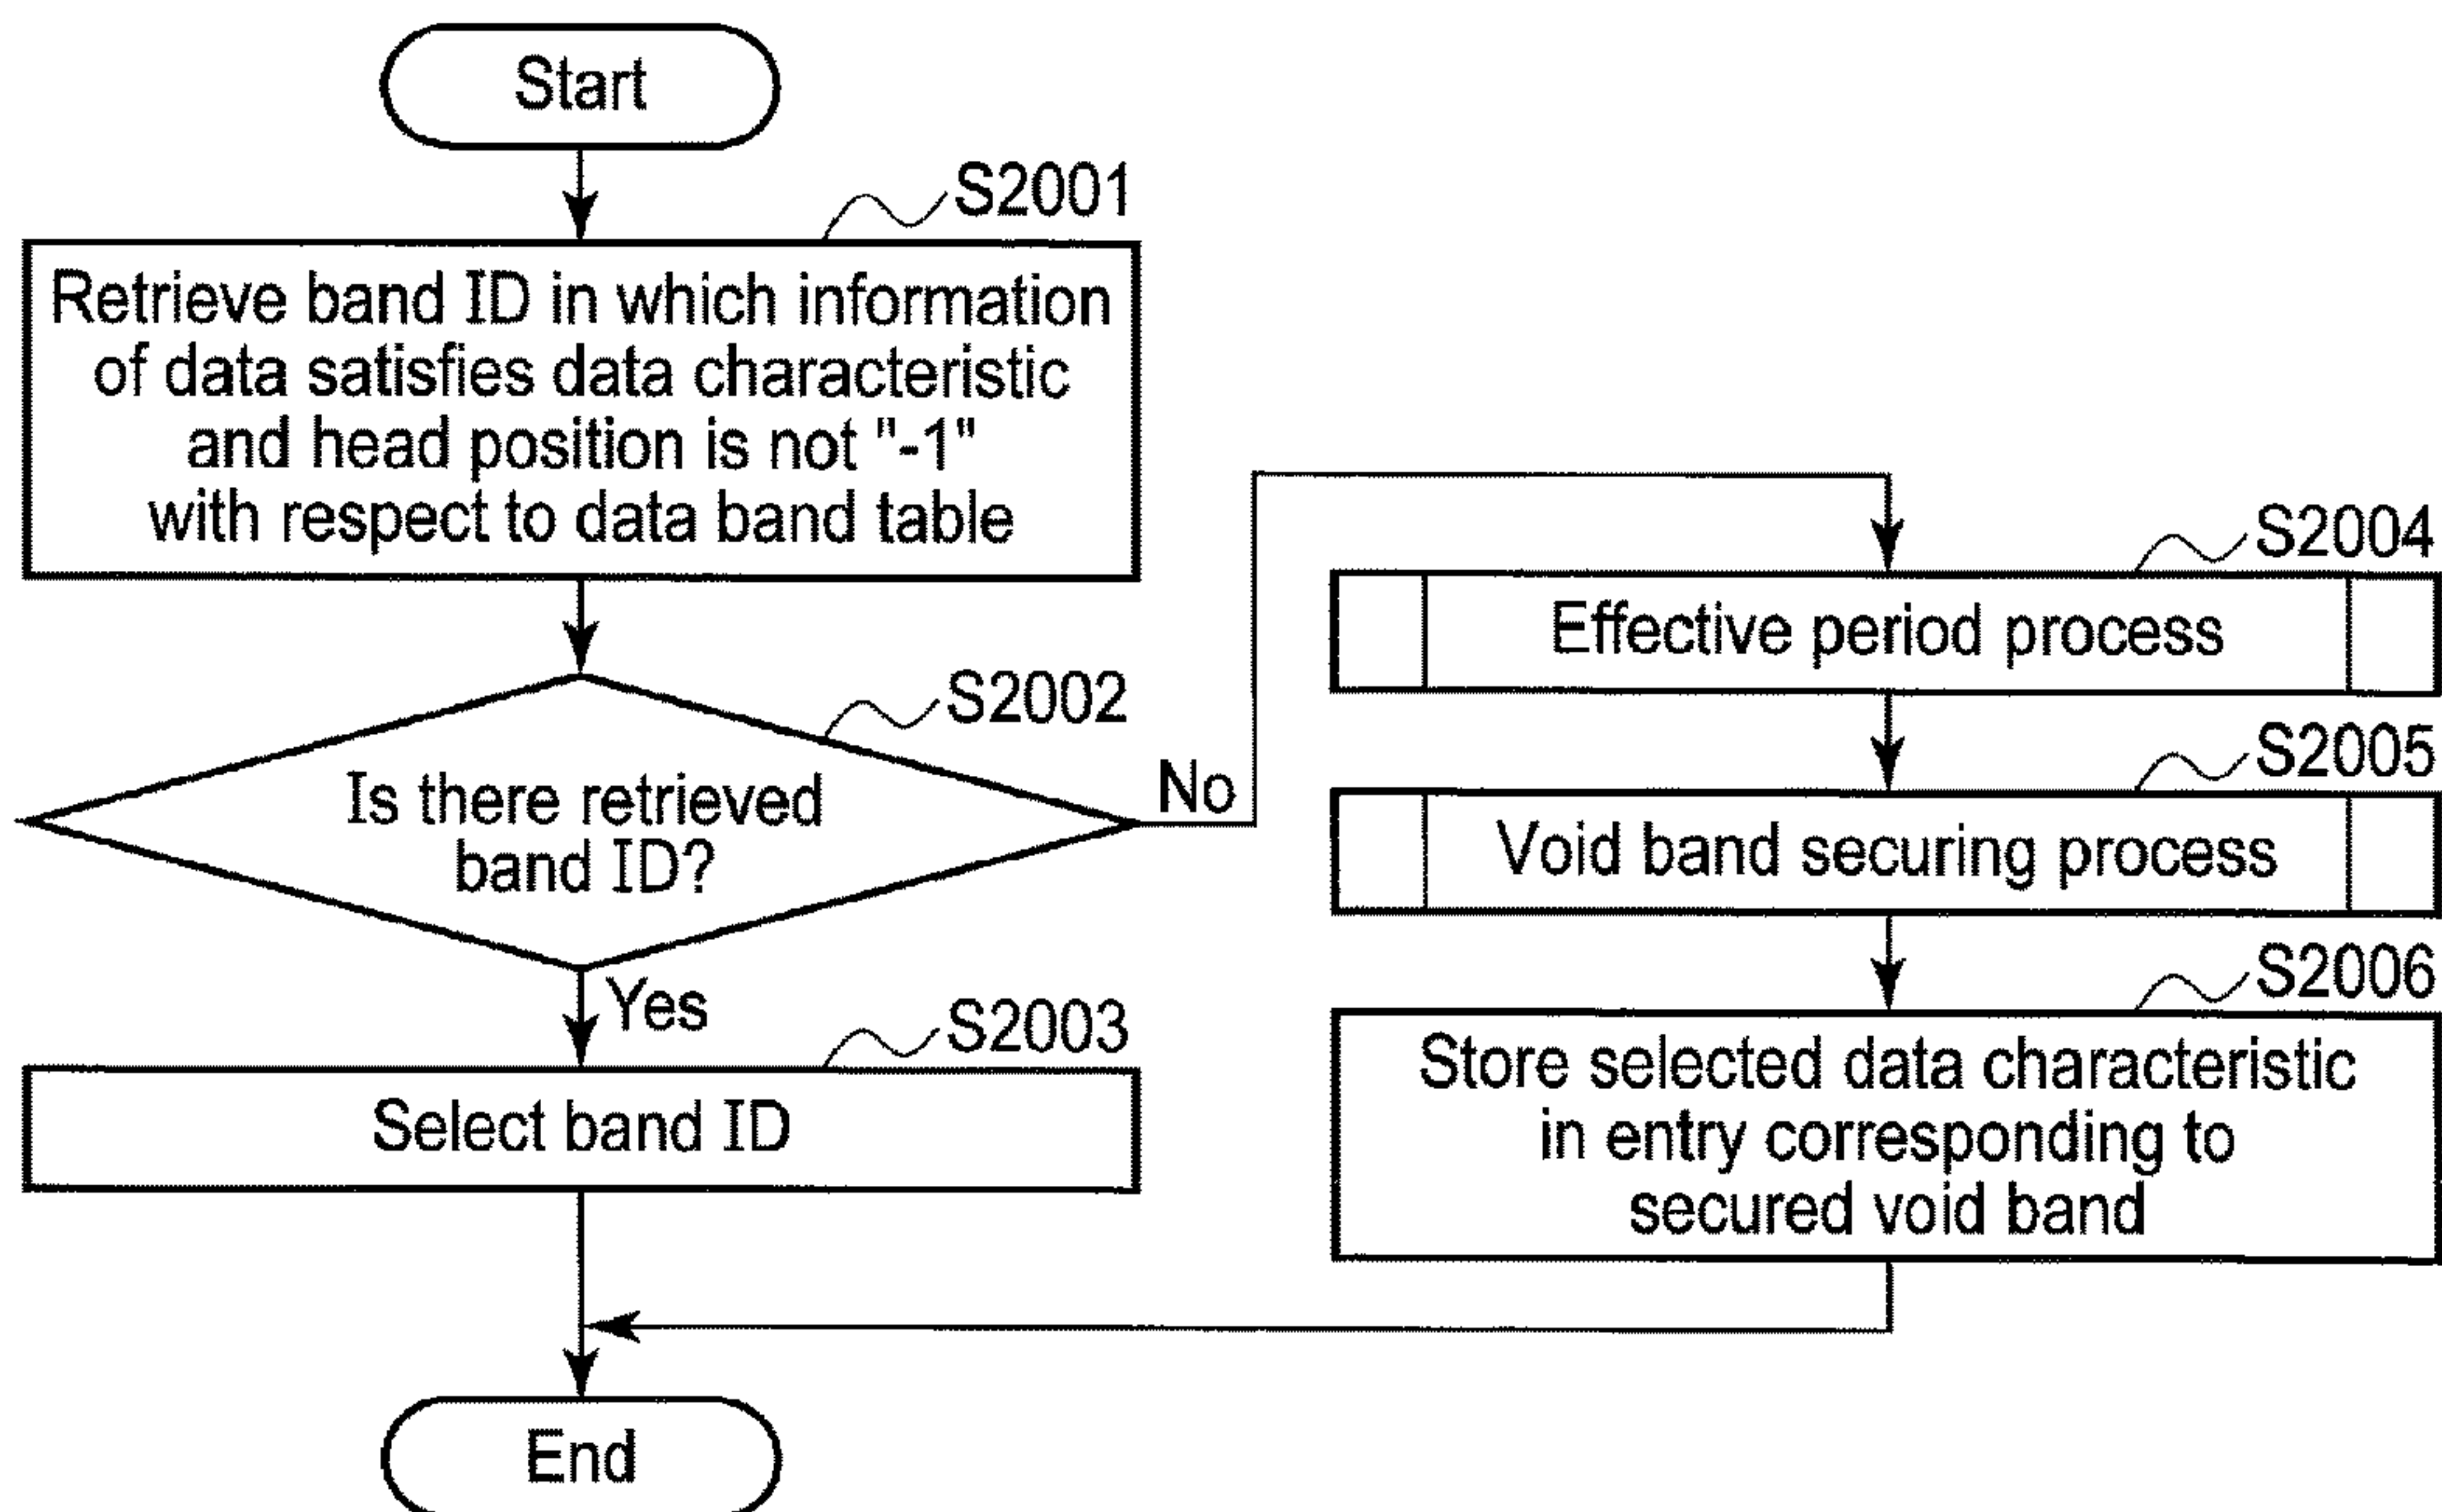 Start
S2001
Retrieve band ID in which information
of data satisfies data characteristic
and head position is not "-1"
with respect to data band table
S2002
Is there retrieved
band ID?
No
Yes
S2003
Select band ID
S2004
Effective period process
S2005
Void band securing process
S2006
Store selected data characteristic
in entry corresponding to
secured void band
End